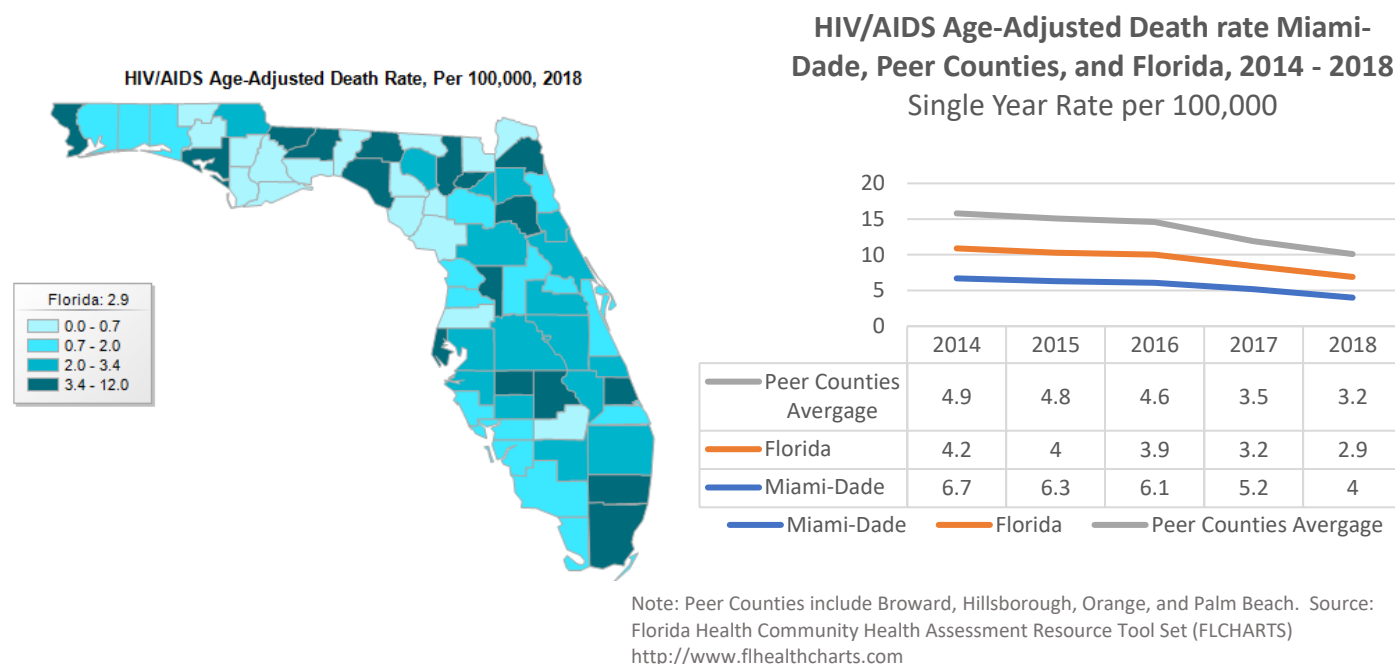 HIV/AIDS Age-Adjusted Death Rate, Per 100,000, 2018
Florida: 2.9
0.0 - 0.7
0.7 - 2.0
2.0 - 3.4
3.4 - 12.0
HIV/AIDS Age-Adjusted Death rate Miami-
Dade, Peer Counties, and Florida, 2014 - 2018
Single Year Rate per 100,000
20
15
10
5
0
2014 2015 2016 2017 2018
Peer Counties
Avergage 4.9 4.8 4.6 3.5 3.2
Florida 4.2 4 3.9 3.2 2.9
Miami-Dade 6.7 6.3 6.1 5.2 4
Miami-Dade Florida Peer Counties Avergage
Note: Peer Counties include Broward, Hillsborough, Orange, and Palm Beach. Source:
Florida Health Community Health Assessment Resource Tool Set (FLCHARTS)
http://www.flhealthcharts.com